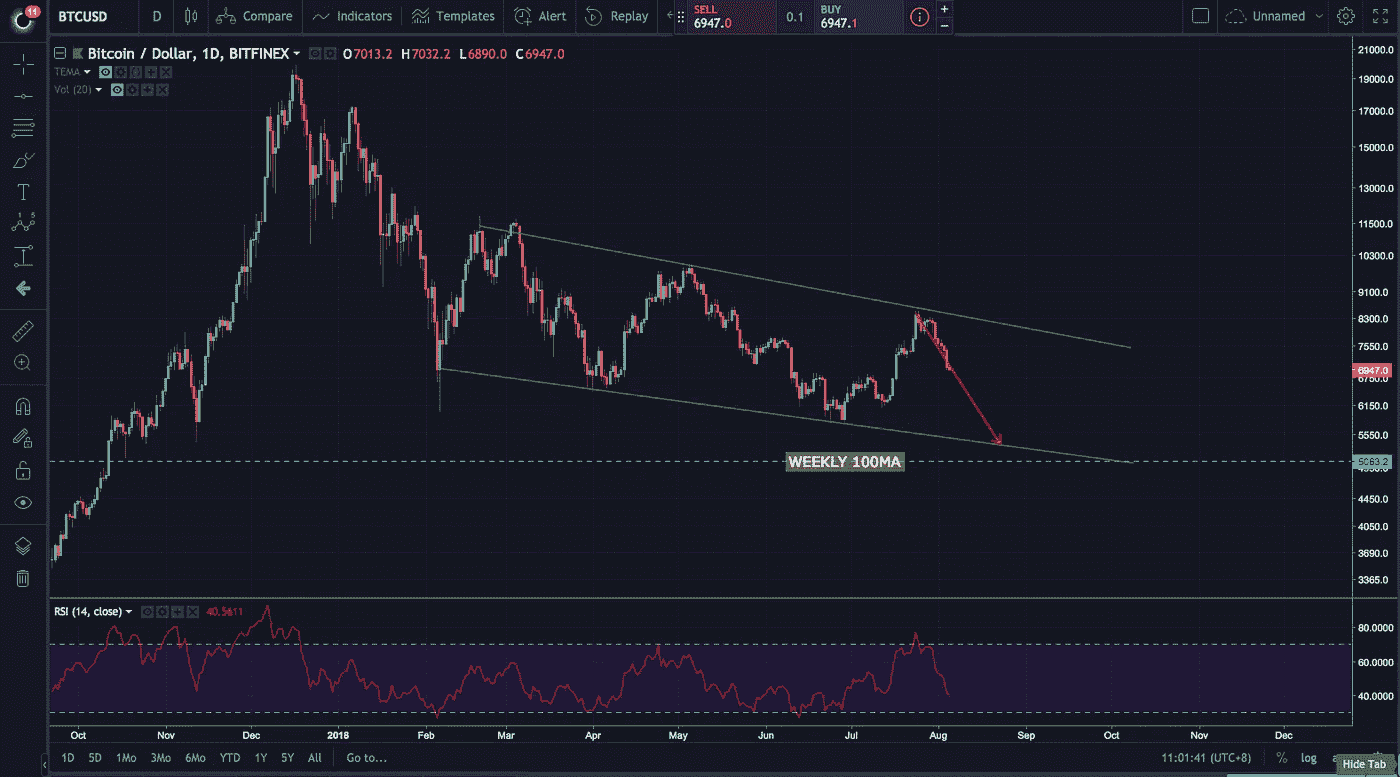 14
BTCUSD D Compare Indicators Templates Alert Replay SELL 6947.0 0.1 BUY 6947.1 Unnamed
Bitcoin / Dollar, 1D, BITFINEX O7013.2 H7032.2 L6890.0 C6947.0
TEMA
Vol (20)
1 5
21000.0
19000.0
17000.0
15000.0
13000.0
11500.0
10300.0
9100.0
8300.0
7550.0
6947.0
6750.0
6150.0
5550.0
WEEKLY 100MA
5063.2
4450.0
4050.0
3690.0
3365.0
RSI (14, close) 40.5611
80.0000
60.0000
40.0000
Oct Nov Dec 2018 Feb Mar Apr May Jun Jul Aug Sep Oct Nov Dec
1D 5D 1Mo 3Mo 6Mo YTD 1Y 5Y All Go to... 11:01:41 (UTC+8) % log
Hide Tab